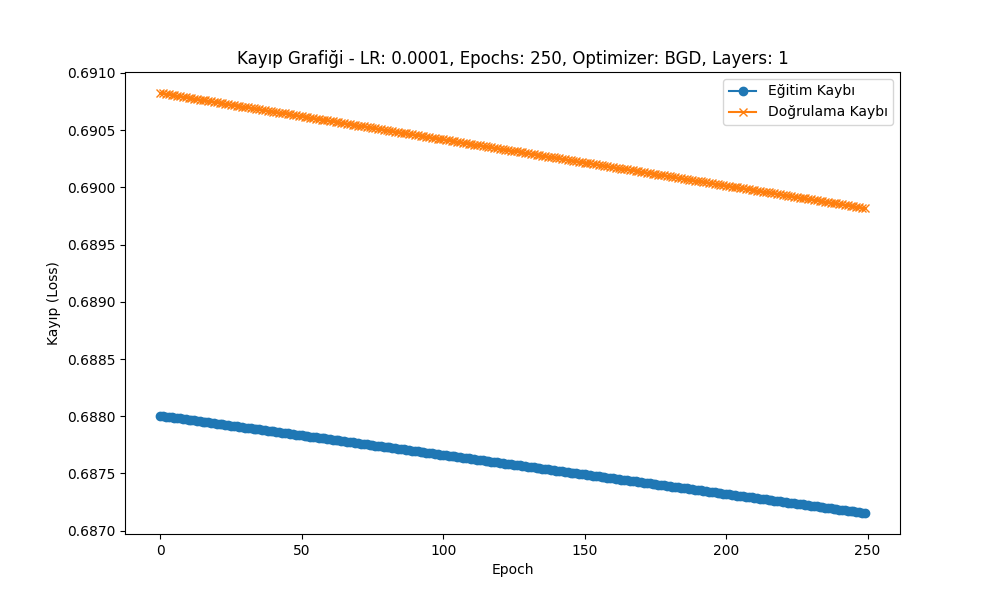 Kayıp Grafiği - LR: 0.0001, Epochs: 250, Optimizer: BGD, Layers: 1
Eğitim Kaybı
Doğrulama Kaybı
0.6910
0.6905
0.6900
0.6895
0.6890
0.6885
0.6880
0.6875
0.6870
Kayıp (Loss)
0 50 100 150 200 250
Epoch